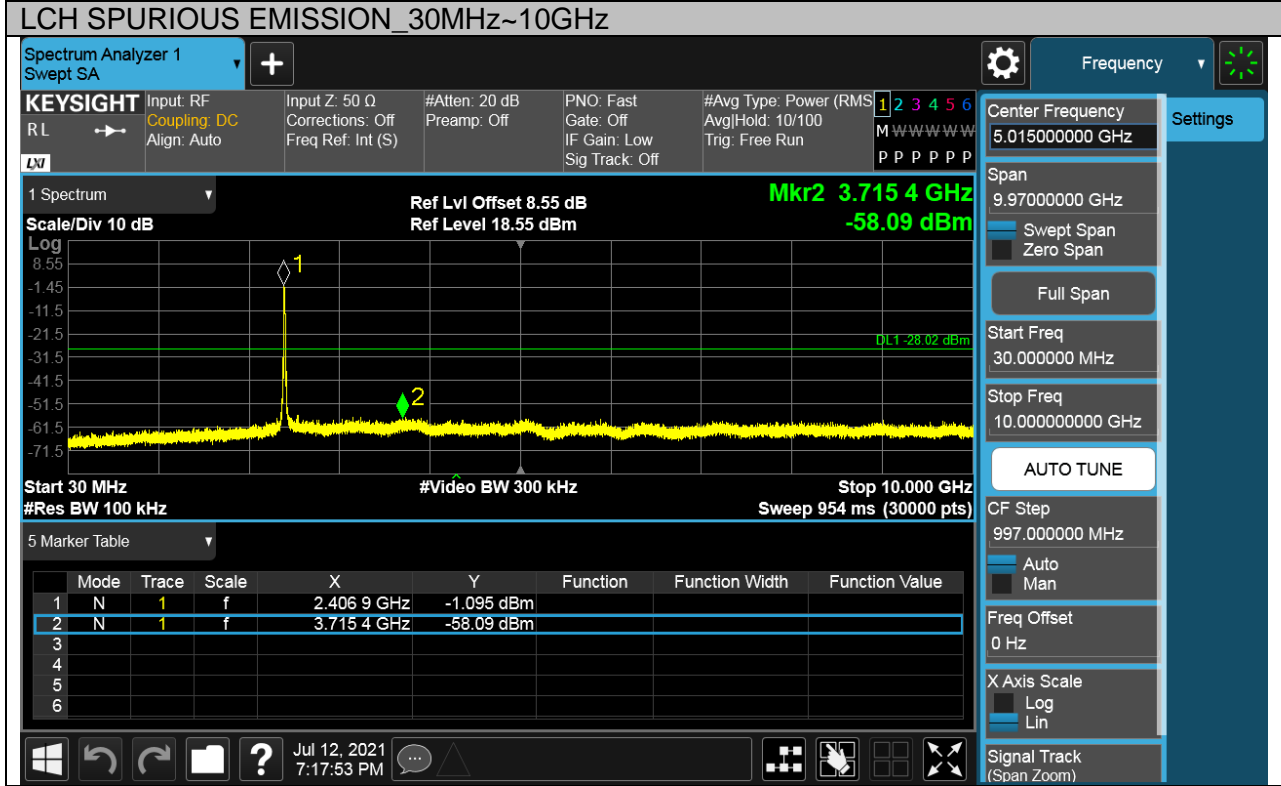 LCH SPURIOUS EMISSION_30MHz~10GHz
Spectrum Analyzer 1
Swept SA
+
Frequency
KEYSIGHT
RL
LXI
Input: RF
Coupling: DC
Align: Auto
Input Z: 50 Ω
Corrections: Off
Freq Ref: Int (S)
#Atten: 20 dB
Preamp: Off
PNO: Fast
Gate: Off
IF Gain: Low
Sig Track: Off
#Avg Type: Power (RMS
Avg|Hold: 10/100
Trig: Free Run
1 2 3 4 5 6
M W W W W W
P P P P P P
1 Spectrum
Scale/Div 10 dB
Ref Lvl Offset 8.55 dB
Ref Level 18.55 dBm
Mkr2 3.715 4 GHz
-58.09 dBm
Log
8.55
-1.45
-11.5
-21.5
-31.5
-41.5
-51.5
-61.5
-71.5
1
2
DL1 -28.02 dBm
Start 30 MHz
#Video BW 300 kHz
Stop 10.000 GHz
#Res BW 100 kHz
Sweep 954 ms (30000 pts)
5 Marker Table
Mode Trace Scale X Y Function Function Width Function Value
1 N 1 f 2.406 9 GHz -1.095 dBm
2 N 1 f 3.715 4 GHz -58.09 dBm
3
4
5
6
?
Jul 12, 2021
7:17:53 PM
Center Frequency
5.015000000 GHz
Settings
Span
9.97000000 GHz
Swept Span
Zero Span
Full Span
Start Freq
30.000000 MHz
Stop Freq
10.000000000 GHz
AUTO TUNE
CF Step
997.000000 MHz
Auto
Man
Freq Offset
0 Hz
X Axis Scale
Log
Lin
Signal Track
(Span Zoom)